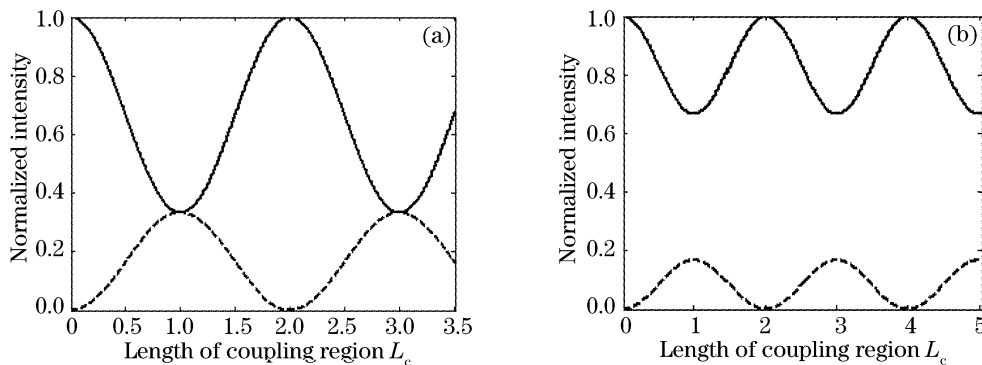 1.0
0.8
0.6
0.4
0.2
0.0
Normalized intensity
(a)
0 0.5 1.0 1.5 2.0 2.5 3.0 3.5
Length of coupling region Lc
1.0
0.8
0.6
0.4
0.2
0.0
Normalized intensity
(b)
0 1 2 3 4 5
Length of coupling region Lc